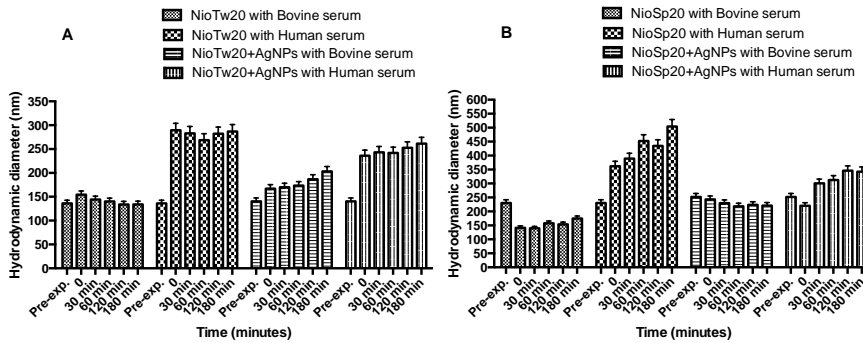 A
NioTw20 with Bovine serum
NioTw20 with Human serum
NioTw20+AgNPs with Bovine serum
NioTw20+AgNPs with Human serum
Hydrodynamic diameter (nm)
350
300
250
200
150
100
50
0
Pre-exp. 0 30 min 60 min 120 min 180 min Pre-exp. 0 30 min 60 min 120 min 180 min Pre-exp. 0 30 min 60 min 120 min 180 min Pre-exp. 0 30 min 60 min 120 min 180 min
Time (minutes)
B
NioSp20 with Bovine serum
NioSp20 with Human serum
NioSp20+AgNPs with Bovine serum
NioSp20+AgNPs with Human serum
Hydrodynamic diameter (nm)
600
550
500
450
400
350
300
250
200
150
100
50
0
Pre-exp. 0 30 min 60 min 120 min 180 min Pre-exp. 0 30 min 60 min 120 min 180 min Pre-exp. 0 30 min 60 min 120 min 180 min Pre-exp. 0 30 min 60 min 120 min 180 min
Time (minutes)